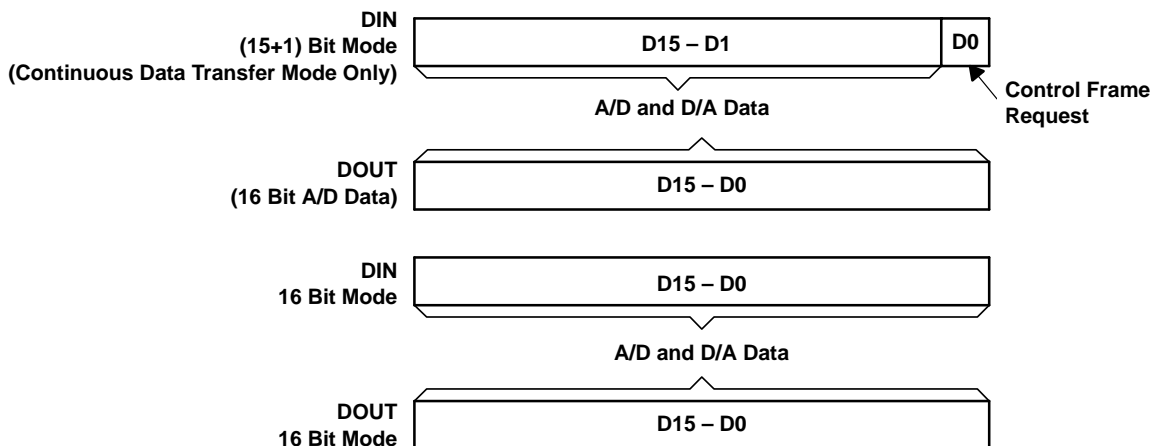 DIN
(15+1) Bit Mode
(Continuous Data Transfer Mode Only)
D15 – D1
D0
A/D and D/A Data
Control Frame
Request
DOUT
(16 Bit A/D Data)
D15 – D0
DIN
16 Bit Mode
D15 – D0
A/D and D/A Data
DOUT
16 Bit Mode
D15 – D0